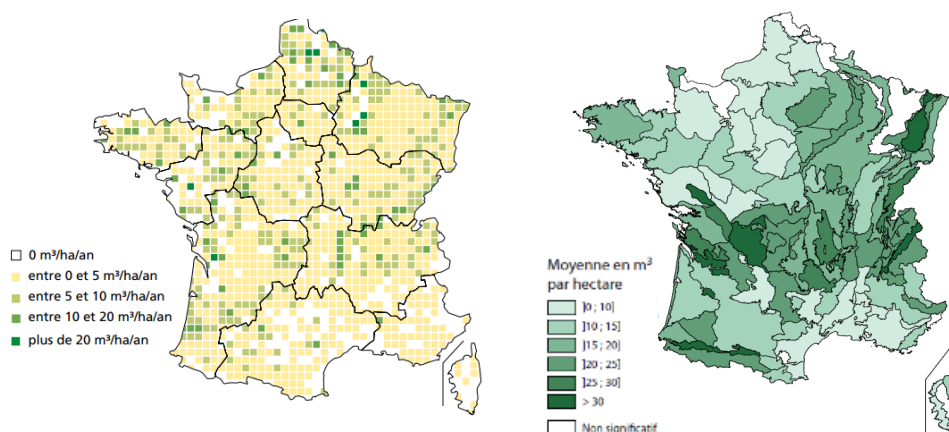 0 m³/ha/an
entre 0 et 5 m³/ha/an
entre 5 et 10 m³/ha/an
entre 10 et 20 m³/ha/an
plus de 20 m³/ha/an
Moyenne en m³
par hectare
]0 ; 10]
]10 ; 15]
]15 ; 20]
]20 ; 25]
]25 ; 30]
> 30
Non significatif